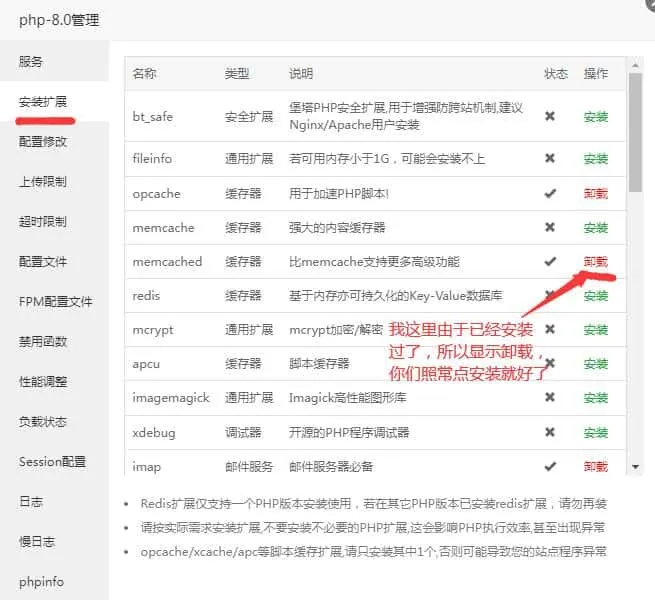 php-8.0管理
服务
安装扩展
配置修改
上传限制
超时限制
配置文件
FPM配置文件
禁用函数
性能调整
负载状态
Session配置
日志
慢日志
phpinfo
名称 类型 说明 状态 操作
bt_safe 安全扩展 堡塔PHP安全扩展,用于增强防跨站机制,建议
Nginx/Apache用户安装 安装
fileinfo 通用扩展 若可用内存小于1G，可能会安装不上 安装
opcache 缓存器 用于加速PHP脚本! 卸载
memcache 缓存器 强大的内容缓存器 安装
memcached 缓存器 比memcache支持更多高级功能 卸载
redis 缓存器 基于内存亦可持久化的Key-Value数据库 安装
mcrypt 通用扩展 mcrypt加密/解密 安装
apcu 缓存器 脚本缓存器 安装
imagemagick 通用扩展 Imagick高性能图形库 安装
xdebug 调试器 开源的PHP程序调试器 安装
imap 邮件服务 邮件服务器必备 卸载
我这里由于已经安装
过了，所以显示卸载，
你们照常点安装就好了
Redis扩展仅支持一个PHP版本安装使用，若在其它PHP版本已安装redis扩展，请勿再装
请按实际需求安装扩展,不要安装不必要的PHP扩展,这会影响PHP执行效率,甚至出现异常
opcache/xcache/apc等脚本缓存扩展,请只安装其中1个,否则可能导致您的站点程序异常